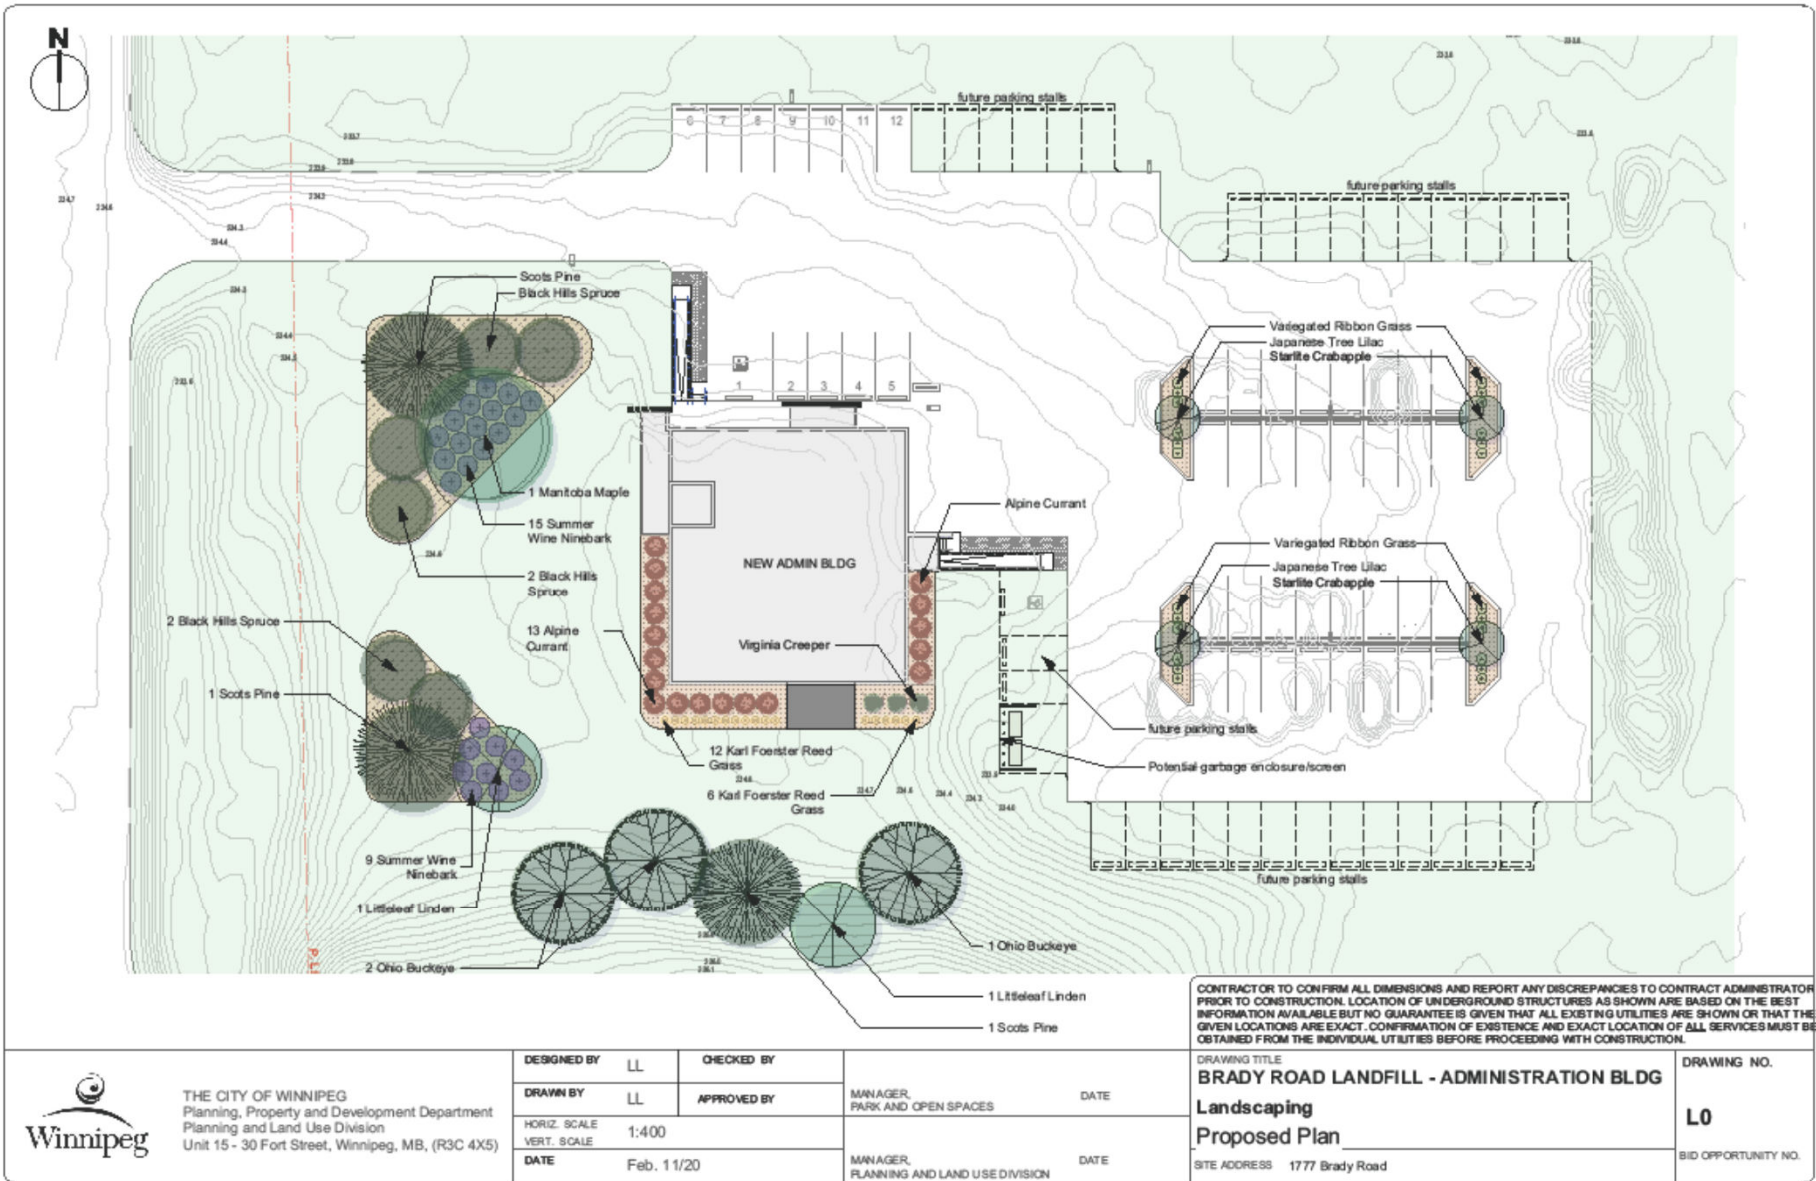 N
future parking stalls
6 7 8 9 10 11 12
future parking stalls
Scots Pine
Black Hills Spruce
Variegated Ribbon Grass
Japanese Tree Lilac
Starlite Crabapple
1 2 3 4 5
1 Manitoba Maple
15 Summer
Wine Ninebark
Alpine Currant
2 Black Hills
Spruce
NEW ADMIN BLDG
Variegated Ribbon Grass
Japanese Tree Lilac
Starlite Crabapple
2 Black Hills Spruce
13 Alpine
Currant
Virginia Creeper
1 Scots Pine
future parking stalls
12 Karl Foerster Reed
Grass
Potential garbage enclosure/screen
6 Karl Foerster Reed
Grass
9 Summer Wine
Ninebark
future parking stalls
1 Littleleaf Linden
1 Ohio Buckeye
2 Ohio Buckeye
1 Littleleaf Linden
1 Scots Pine
CONTRACTOR TO CONFIRM ALL DIMENSIONS AND REPORT ANY DISCREPANCIES TO CONTRACT ADMINISTRATOR
PRIOR TO CONSTRUCTION. LOCATION OF UNDERGROUND STRUCTURES AS SHOWN ARE BASED ON THE BEST
INFORMATION AVAILABLE BUT NO GUARANTEE IS GIVEN THAT ALL EXISTING UTILITIES ARE SHOWN OR THAT THE
GIVEN LOCATIONS ARE EXACT. CONFIRMATION OF EXISTENCE AND EXACT LOCATION OF ALL SERVICES MUST BE
OBTAINED FROM THE INDIVIDUAL UTILITIES BEFORE PROCEEDING WITH CONSTRUCTION.
Winnipeg
THE CITY OF WINNIPEG
Planning, Property and Development Department
Planning and Land Use Division
Unit 15 - 30 Fort Street, Winnipeg, MB, (R3C 4X5)
DESIGNED BY LL
CHECKED BY
DRAWN BY LL
APPROVED BY
HORIZ. SCALE
VERT. SCALE
1:400
DATE Feb. 11/20
MANAGER, DATE
PARK AND OPEN SPACES
MANAGER, DATE
PLANNING AND LAND USE DIVISION
DRAWING TITLE
BRADY ROAD LANDFILL - ADMINISTRATION BLDG
Landscaping
Proposed Plan
SITE ADDRESS 1777 Brady Road
DRAWING NO.
L0
BID OPPORTUNITY NO.